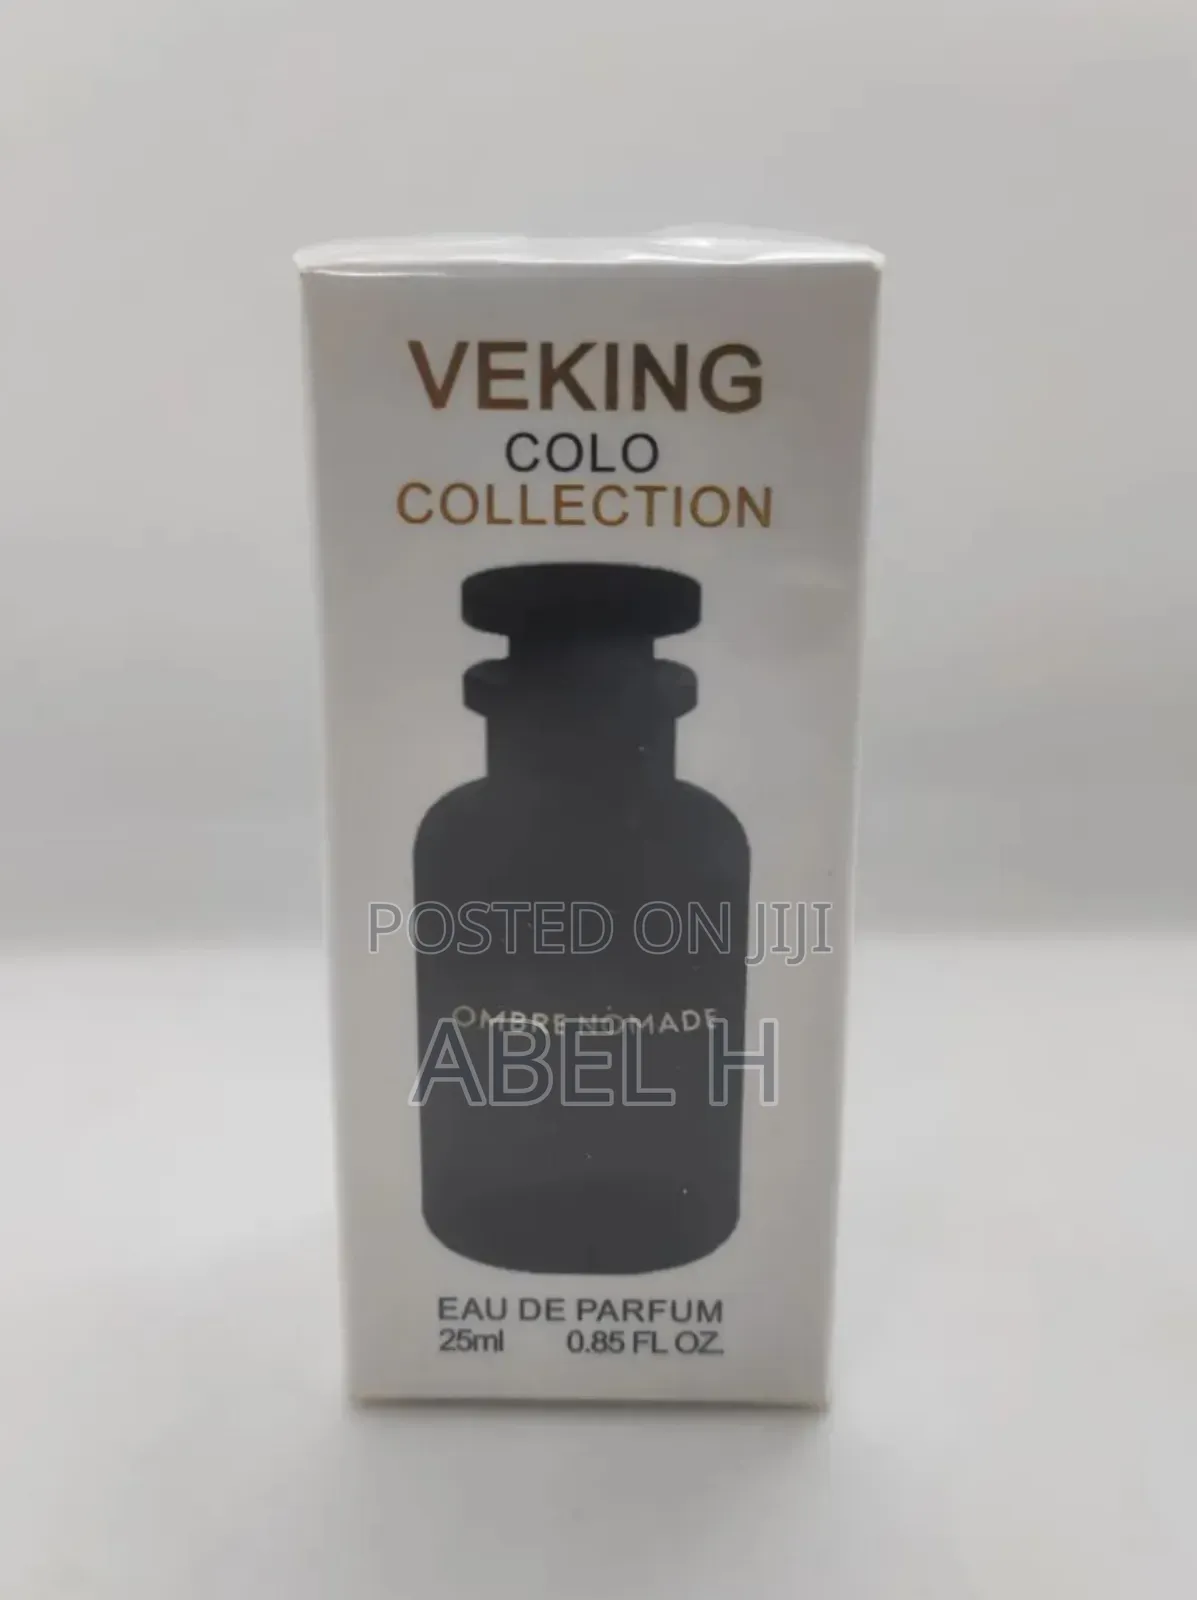 VEKING
COLO
COLLECTION
POSTED ON JIJI
OMBRE NOMADE
ABEL H
EAU DE PARFUM
25ml 0.85 FL OZ.